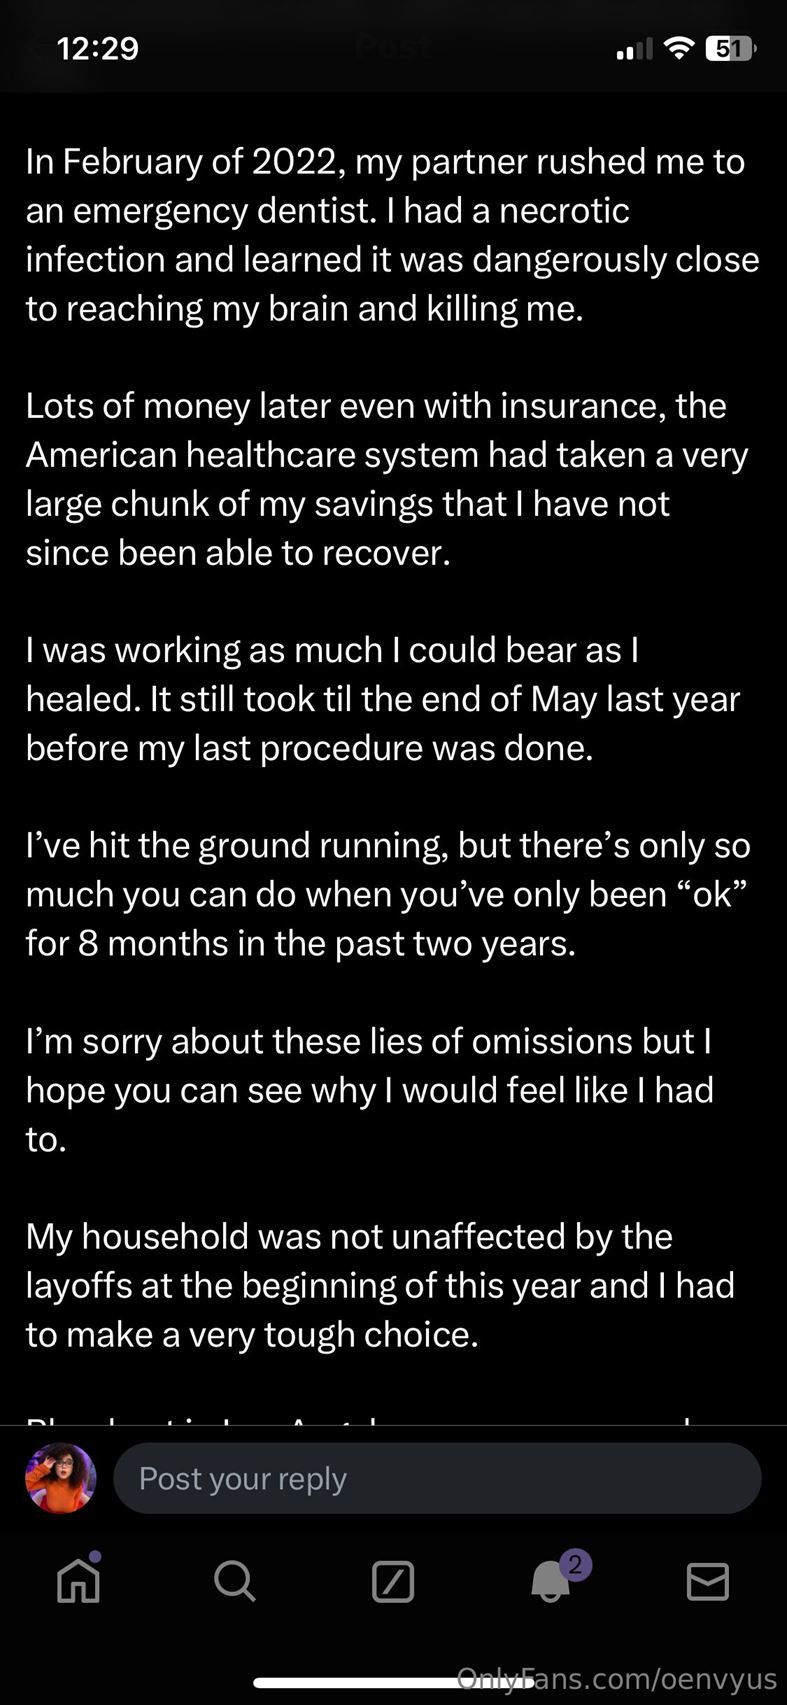 12:29
Post
51
In February of 2022, my partner rushed me to
an emergency dentist. I had a necrotic
infection and learned it was dangerously close
to reaching my brain and killing me.
Lots of money later even with insurance, the
American healthcare system had taken a very
large chunk of my savings that I have not
since been able to recover.
I was working as much I could bear as I
healed. It still took til the end of May last year
before my last procedure was done.
I’ve hit the ground running, but there’s only so
much you can do when you’ve only been “ok”
for 8 months in the past two years.
I’m sorry about these lies of omissions but I
hope you can see why I would feel like I had
to.
My household was not unaffected by the
layoffs at the beginning of this year and I had
to make a very tough choice.
Post your reply
2
OnlyFans.com/oenvyus